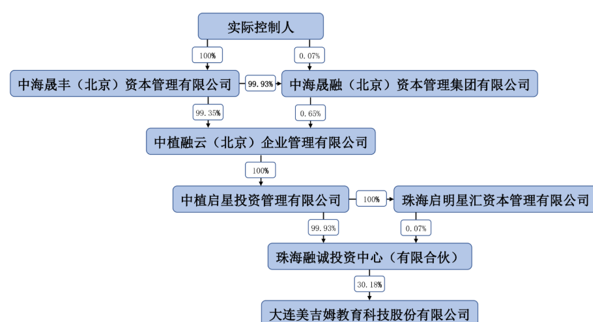 实际控制人
100%
0.07%
中海晟丰（北京）资本管理有限公司
99.93%
中海晟融（北京）资本管理集团有限公司
99.35%
0.65%
中植融云（北京）企业管理有限公司
100%
中植启星投资管理有限公司
100%
珠海启明星汇资本管理有限公司
99.93%
0.07%
珠海融诚投资中心（有限合伙）
30.18%
大连美吉姆教育科技股份有限公司